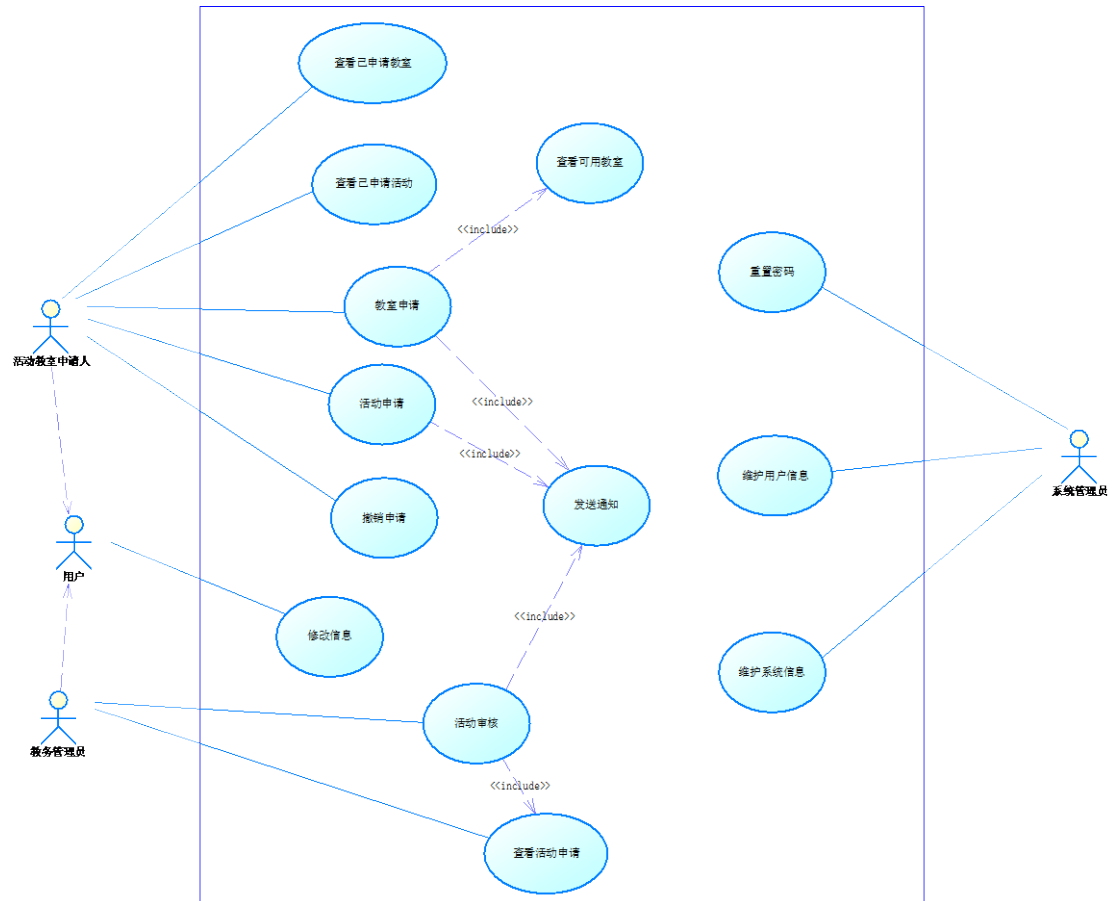 查看已申请教室
查看可用教室
查看已申请活动
<<include>>
重置密码
教室申请
活动教室申请人
活动申请
<<include>>
<<include>>
维护用户信息
系统管理员
撤销申请
发送通知
用户
<<include>>
修改信息
维护系统信息
教务管理员
活动审核
<<include>>
查看活动申请